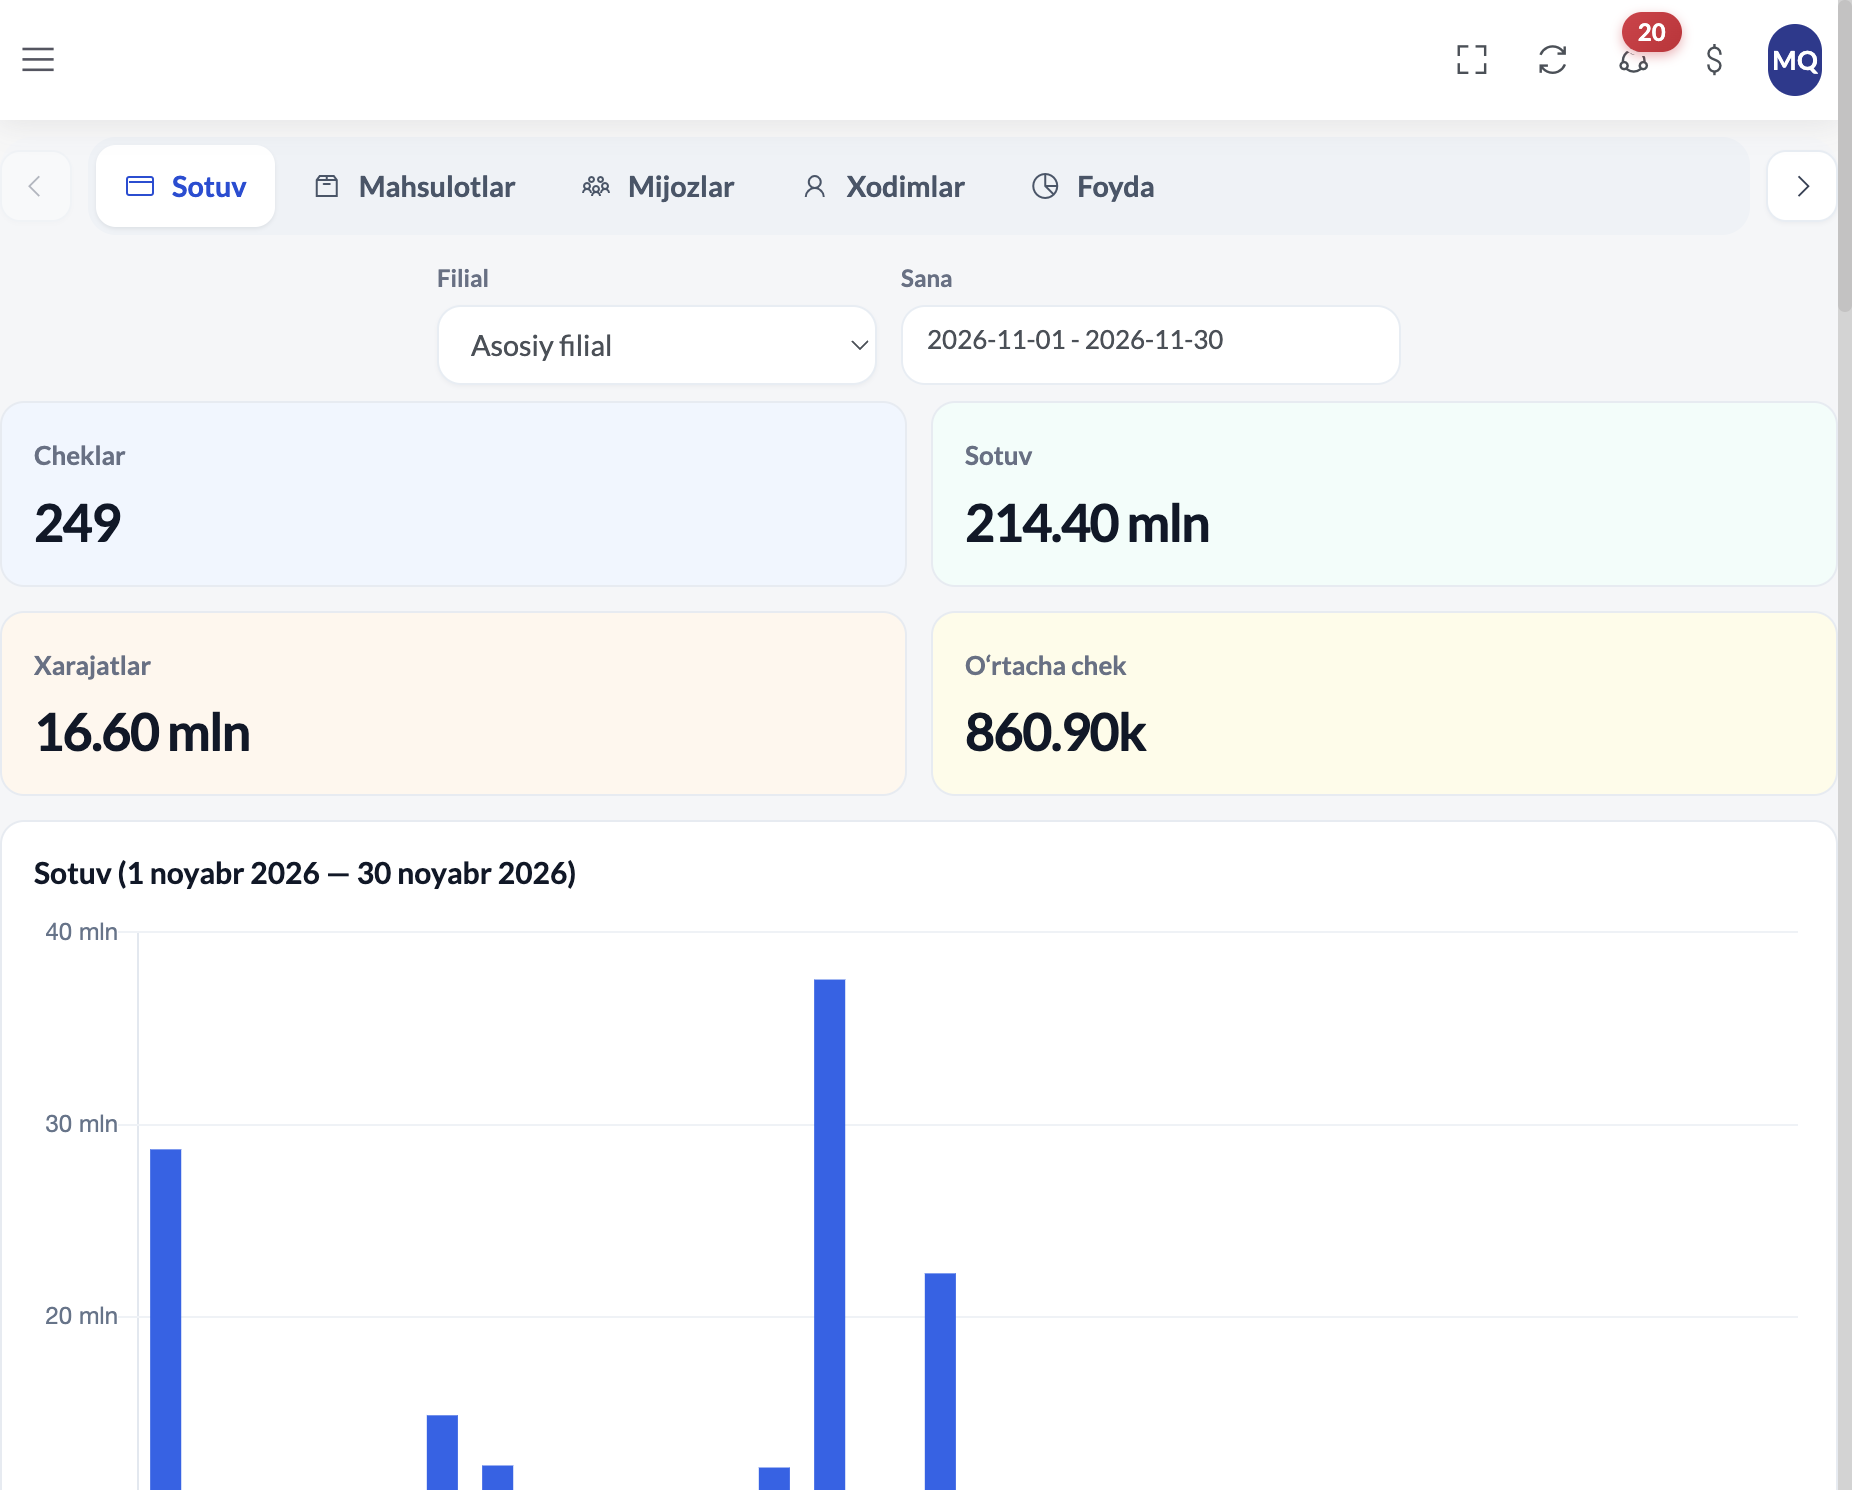 20
MQ
Sotuv
Mahsulotlar
Mijozlar
Xodimlar
Foyda
Filial
Sana
Asosiy filial
2026-11-01 - 2026-11-30
Cheklar
249
Sotuv
214.40 mln
Xarajatlar
16.60 mln
O‘rtacha chek
860.90k
Sotuv (1 noyabr 2026 — 30 noyabr 2026)
40 mln
30 mln
20 mln